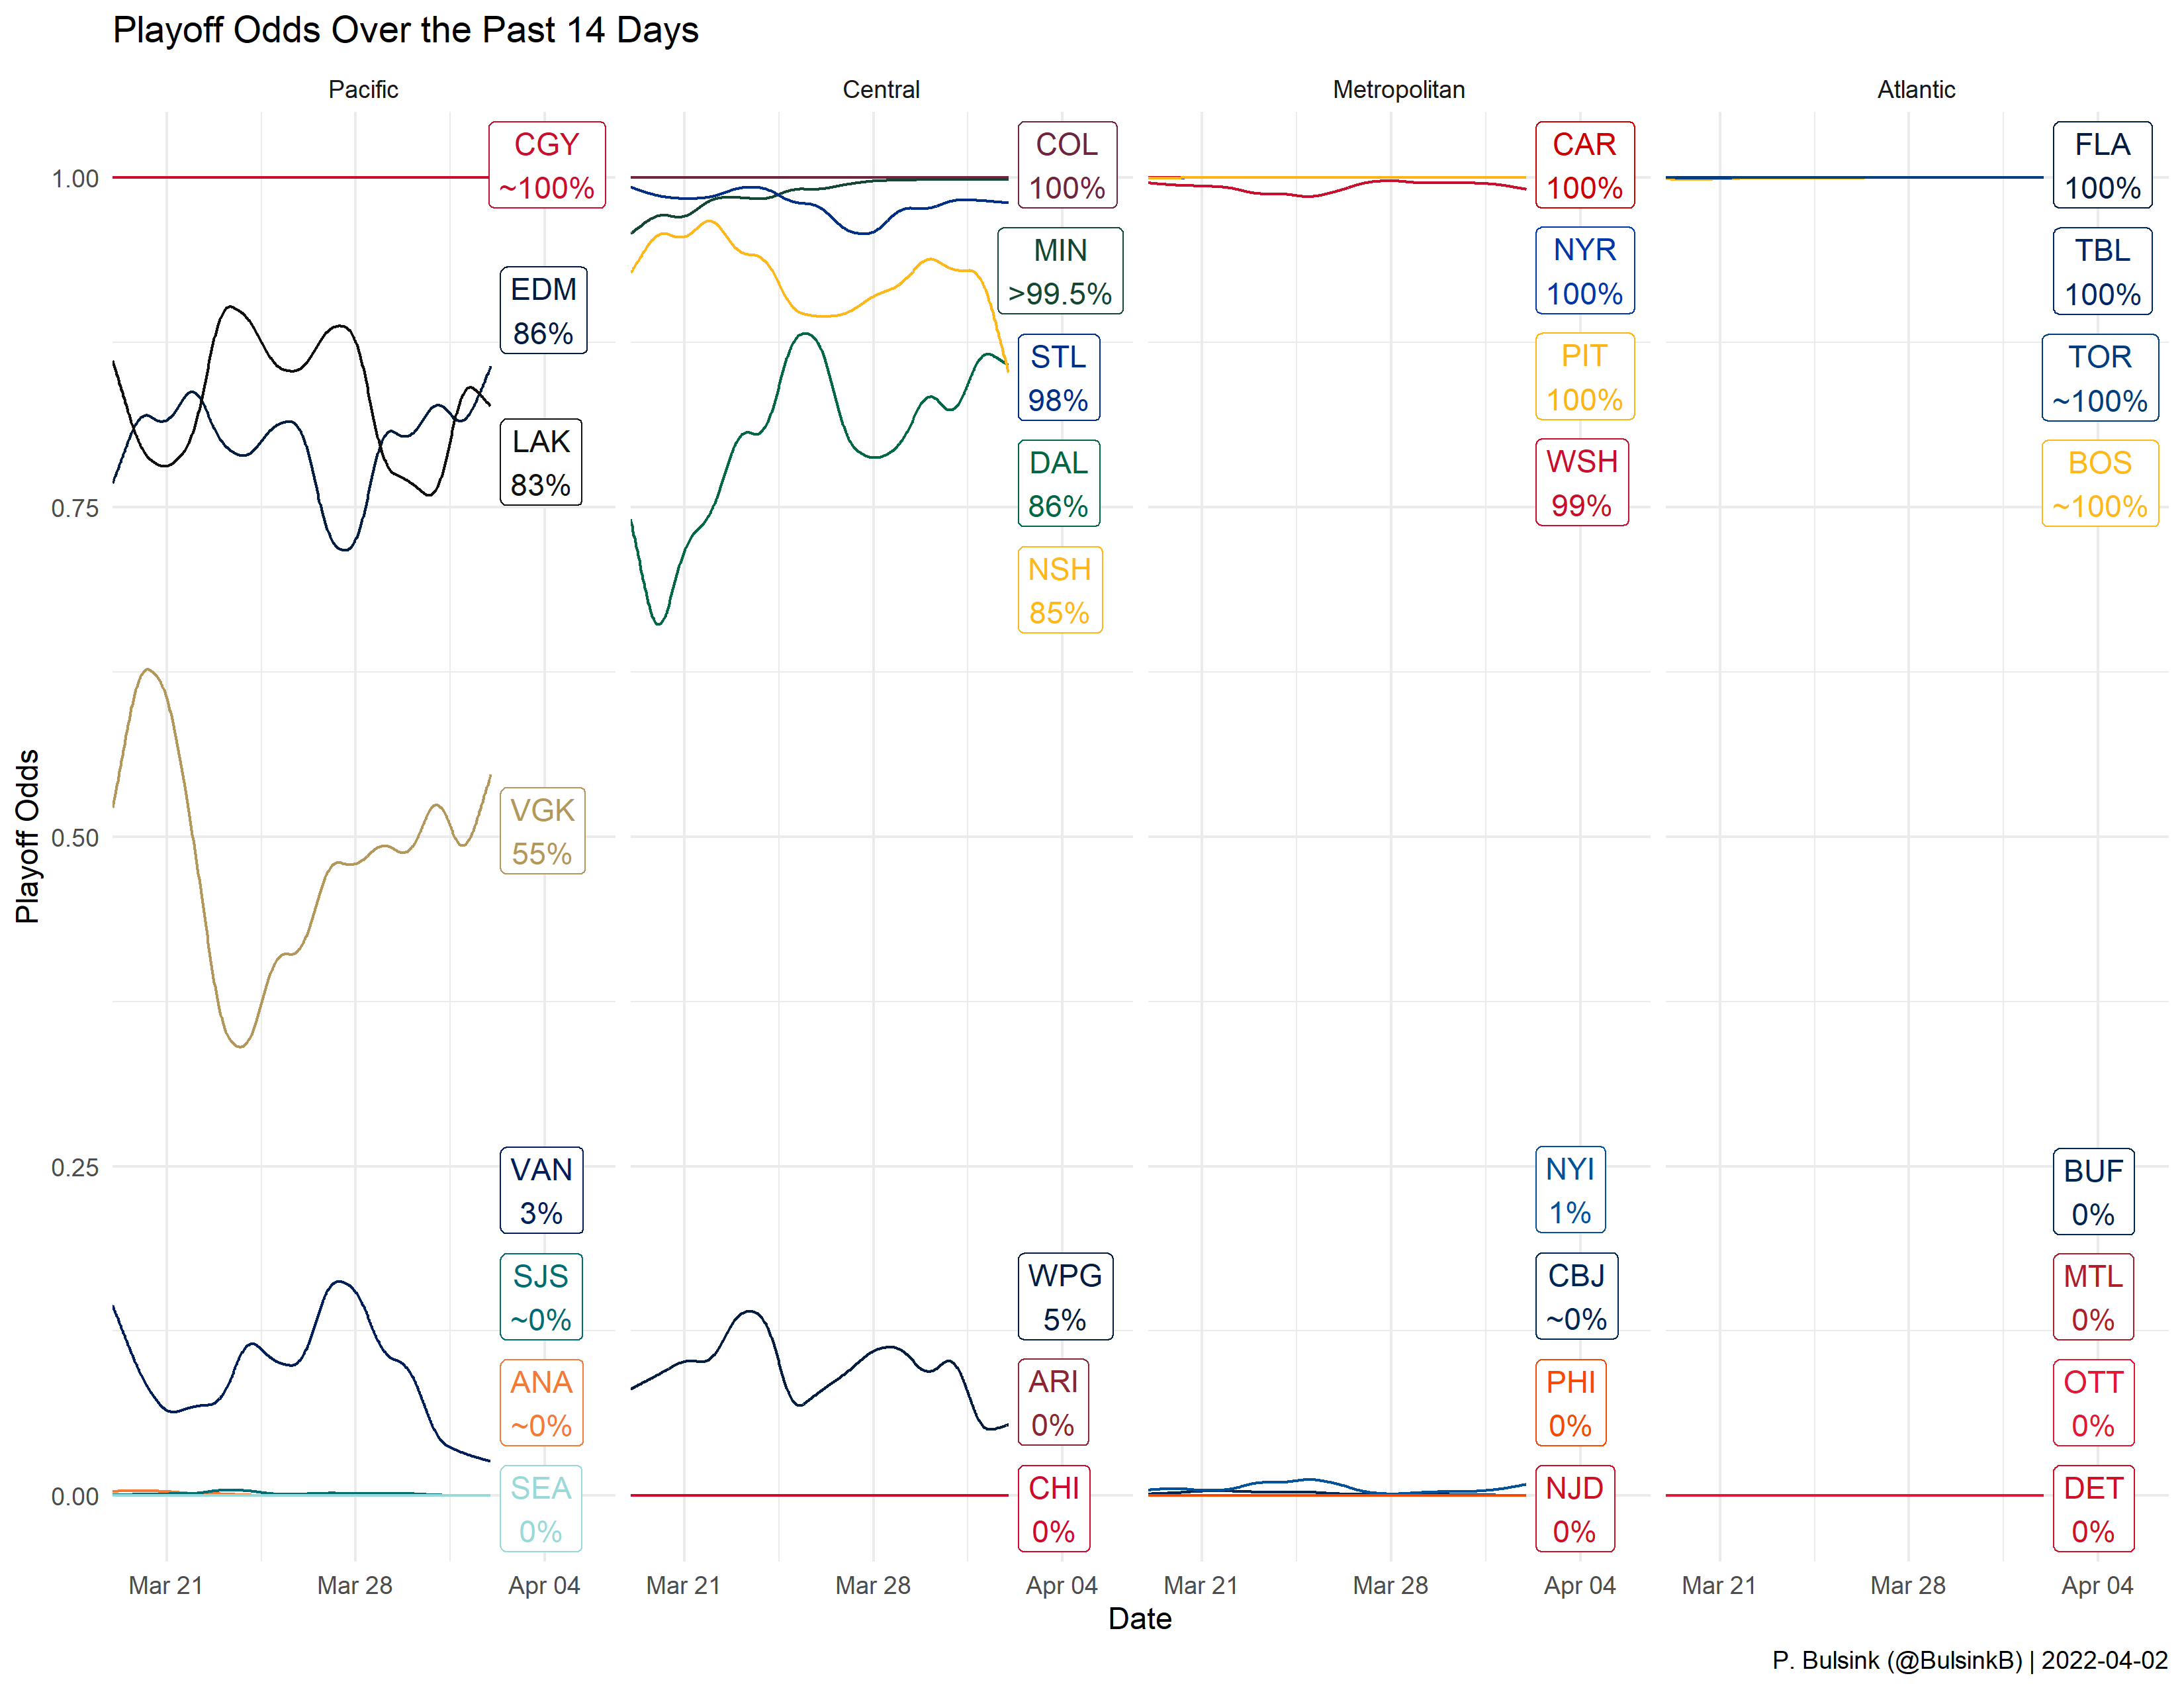 Playoff Odds Over the Past 14 Days
Pacific
Central
Metropolitan
Atlantic
Playoff Odds
1.00
0.75
0.50
0.25
0.00
CGY
~100%
EDM
86%
LAK
83%
VGK
55%
VAN
3%
SJS
~0%
ANA
~0%
SEA
0%
COL
100%
MIN
>99.5%
STL
98%
DAL
86%
NSH
85%
WPG
5%
ARI
0%
CHI
0%
CAR
100%
NYR
100%
PIT
100%
WSH
99%
NYI
1%
CBJ
~0%
PHI
0%
NJD
0%
FLA
100%
TBL
100%
TOR
~100%
BOS
~100%
BUF
0%
MTL
0%
OTT
0%
DET
0%
Mar 21 Mar 28 Apr 04
Mar 21 Mar 28 Apr 04
Mar 21 Mar 28 Apr 04
Mar 21 Mar 28 Apr 04
Date
P. Bulsink (@BulsinkB) | 2022-04-02